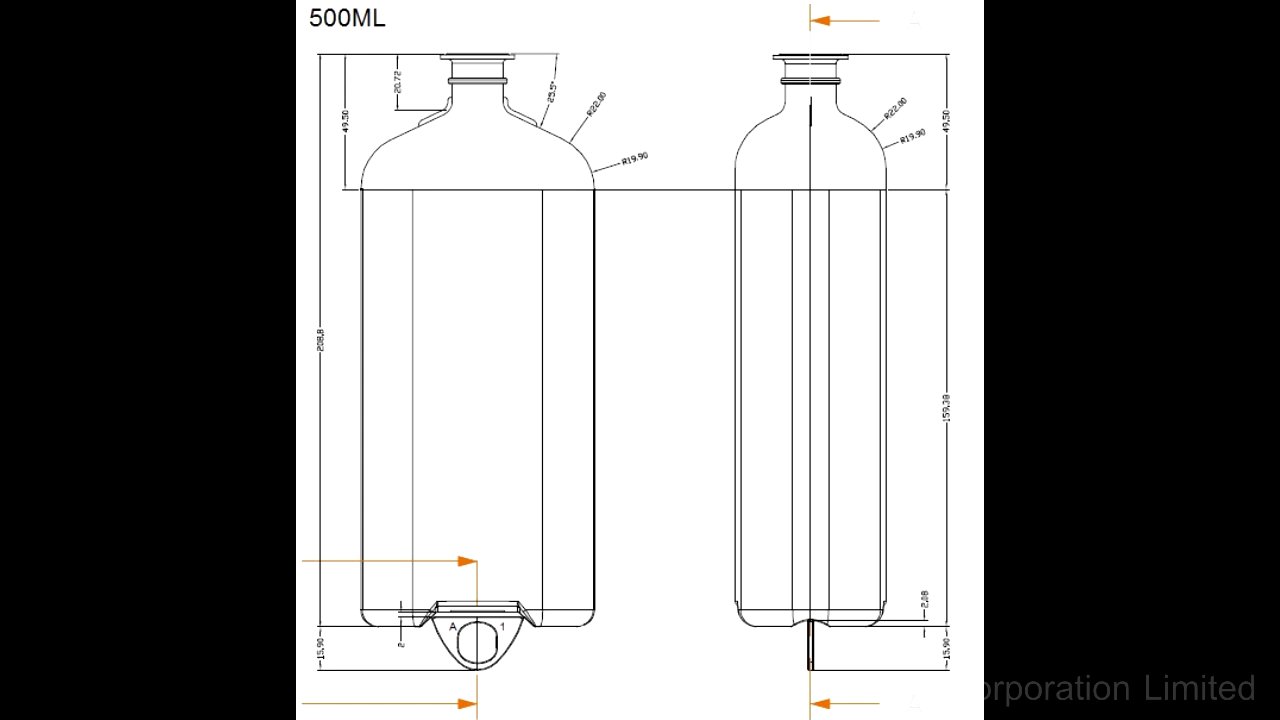 500ML
20.72
49.50
25.5°
R22.00
R19.90
208.8
2
15.90
A 1
R22.00
R19.90
49.50
159.38
2.08
15.90
orporation Limited